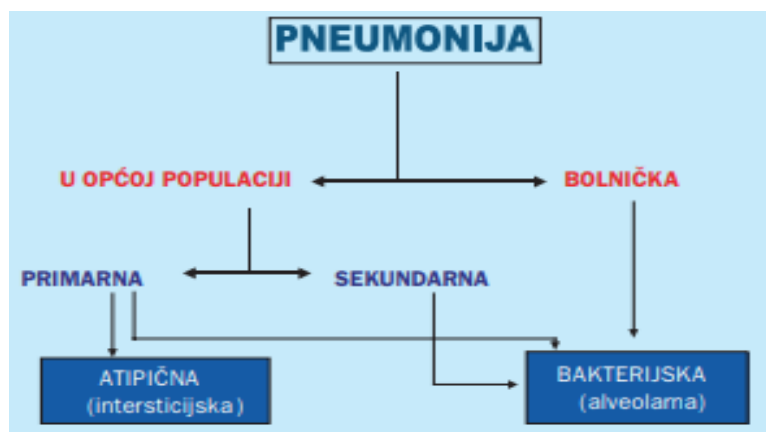 PNEUMONIJA
U OPĆOJ POPULACIJI
BOLNIČKA
PRIMARNA
SEKUNDARNA
ATIPIČNA
(intersticijska)
BAKTERIJSKA
(alveolarna)